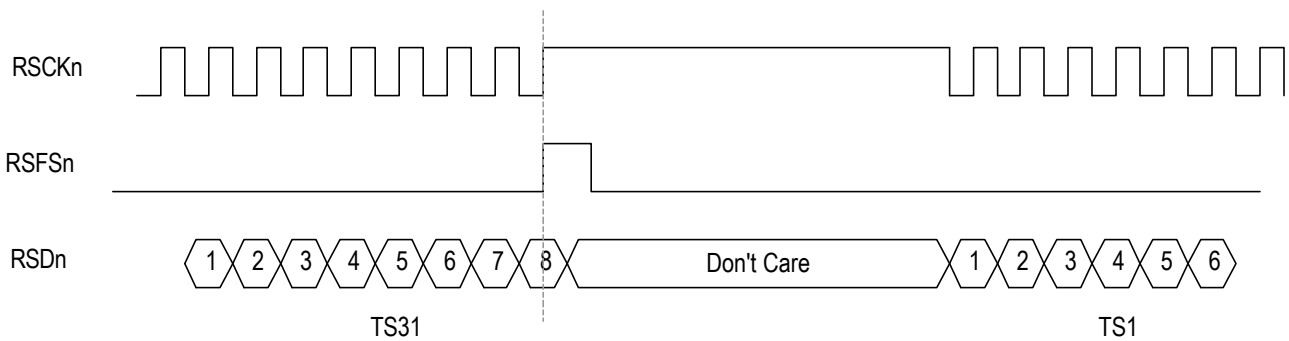 RSCKn
RSFSn
RSDn 1 2 3 4 5 6 7 8 Don't Care 1 2 3 4 5 6
TS31 TS1